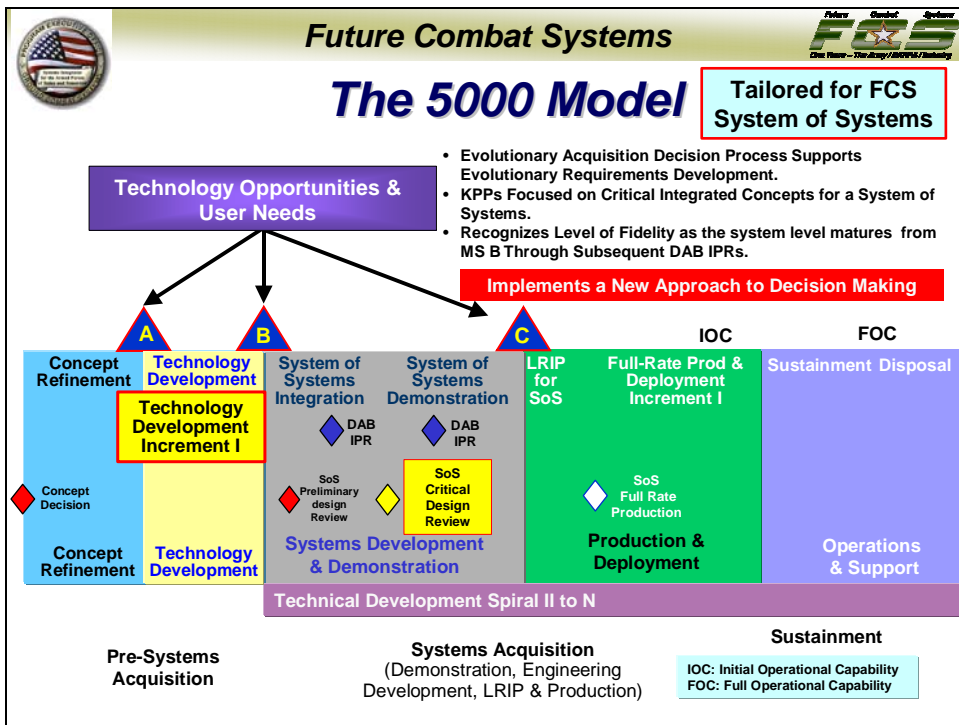 Future Combat Systems
Future Combat Systems
FCS
The 5000 Model
Tailored for FCS
System of Systems
• Evolutionary Acquisition Decision Process Supports
Evolutionary Requirements Development.
• KPPs Focused on Critical Integrated Concepts for a System of
Systems.
• Recognizes Level of Fidelity as the system level matures from
MS B Through Subsequent DAB IPRs.
Technology Opportunities &
User Needs
Implements a New Approach to Decision Making
A
B
C
IOC
FOC
Concept
Refinement
Technology
Development
System of
Systems
Integration
System of
Systems
Demonstration
LRIP
for
SoS
Full-Rate Prod &
Deployment
Increment I
Sustainment Disposal
Technology
Development
Increment I
DAB
IPR
DAB
IPR
Concept
Decision
SoS
Preliminary
design
Review
SoS
Critical
Design
Review
SoS
Full Rate
Production
Concept
Refinement
Technology
Development
Systems Development
& Demonstration
Production &
Deployment
Operations
& Support
Technical Development Spiral II to N
Pre-Systems
Acquisition
Systems Acquisition
(Demonstration, Engineering
Development, LRIP & Production)
Sustainment
IOC: Initial Operational Capability
FOC: Full Operational Capability